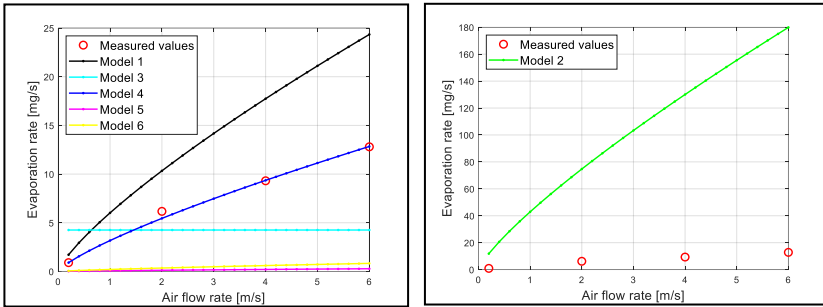 25
20
15
10
5
0
Evaporation rate [mg/s]
Measured values
Model 1
Model 3
Model 4
Model 5
Model 6
0 1 2 3 4 5 6
Air flow rate [m/s]
180
160
140
120
100
80
60
40
20
0
Evaporation rate [mg/s]
Measured values
Model 2
0 1 2 3 4 5 6
Air flow rate [m/s]